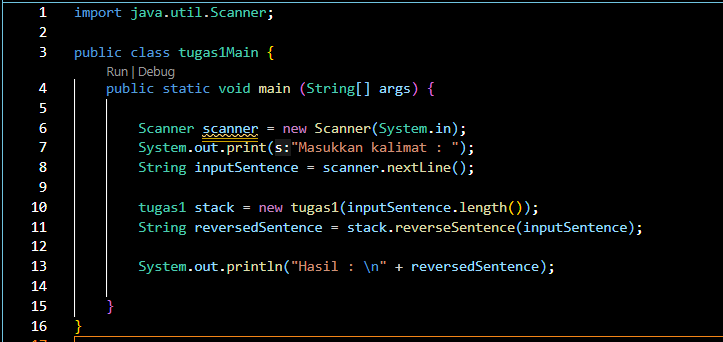 1 import java.util.Scanner;
2
3 public class tugas1Main {
Run | Debug
4 public static void main (String[] args) {
5
6 Scanner scanner = new Scanner(System.in);
7 System.out.print(s:"Masukkan kalimat : ");
8 String inputSentence = scanner.nextLine();
9
10 tugas1 stack = new tugas1(inputSentence.length());
11 String reversedSentence = stack.reverseSentence(inputSentence);
12
13 System.out.println("Hasil : \n" + reversedSentence);
14
15 }
16 }
17